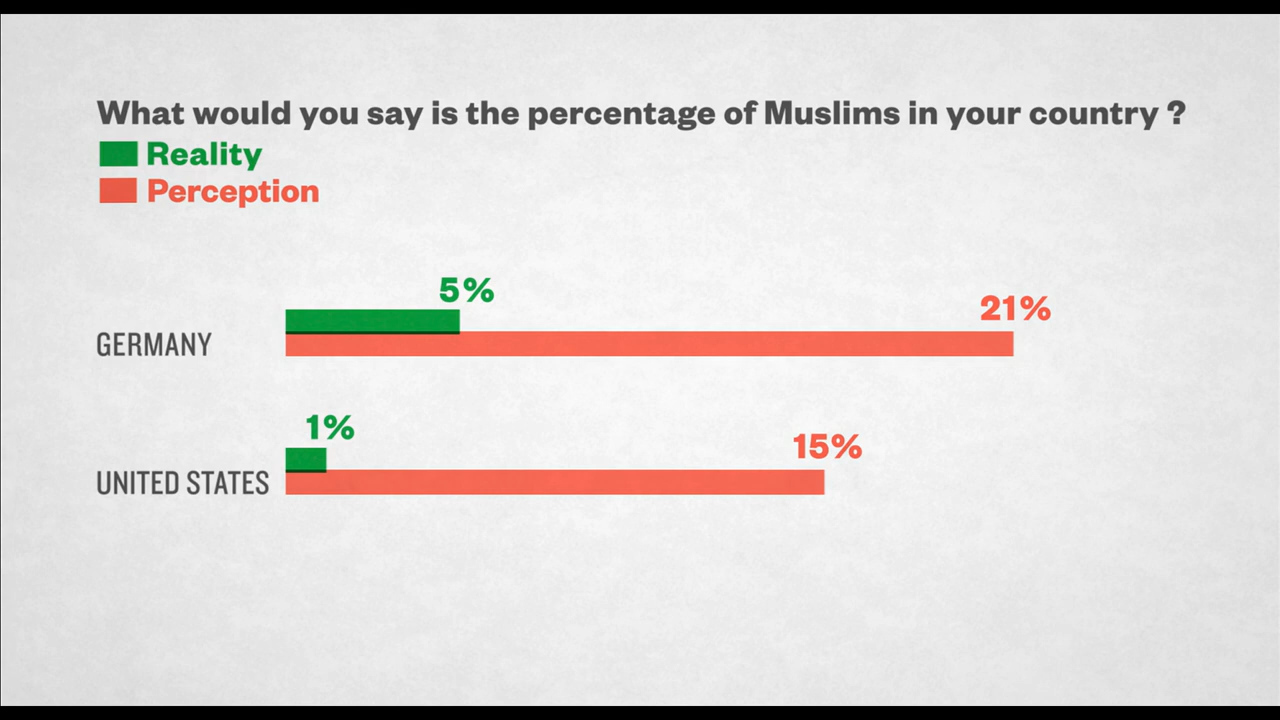 What would you say is the percentage of Muslims in your country ?
Reality
Perception
5%
21%
GERMANY
1%
15%
UNITED STATES